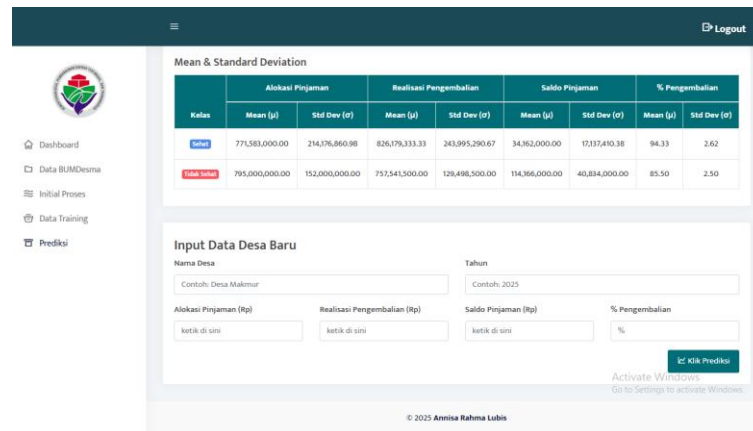 Logout
Mean & Standard Deviation
Alokasi Pinjaman Realisasi Pengembalian Saldo Pinjaman % Pengembalian
Kelas Mean (μ) Std Dev (σ) Mean (μ) Std Dev (σ) Mean (μ) Std Dev (σ) Mean (μ) Std Dev (σ)
Sehat 771,583,000.00 214,176,860.98 826,179,333.33 243,995,290.67 34,162,000.00 17,137,410.38 94.33 2.62
Tidak Sehat 795,000,000.00 152,000,000.00 757,541,500.00 129,498,500.00 114,166,000.00 40,834,000.00 85.50 2.50
Dashboard
Data BUMDesma
Initial Proses
Data Training
Prediksi
Input Data Desa Baru
Nama Desa Tahun
Contoh: Desa Makmur Contoh: 2025
Alokasi Pinjaman (Rp) Realisasi Pengembalian (Rp) Saldo Pinjaman (Rp) % Pengembalian
ketik di sini ketik di sini ketik di sini %
Klik Prediksi
Activate Windows
Go to Settings to activate Windows.
© 2025 Annisa Rahma Lubis